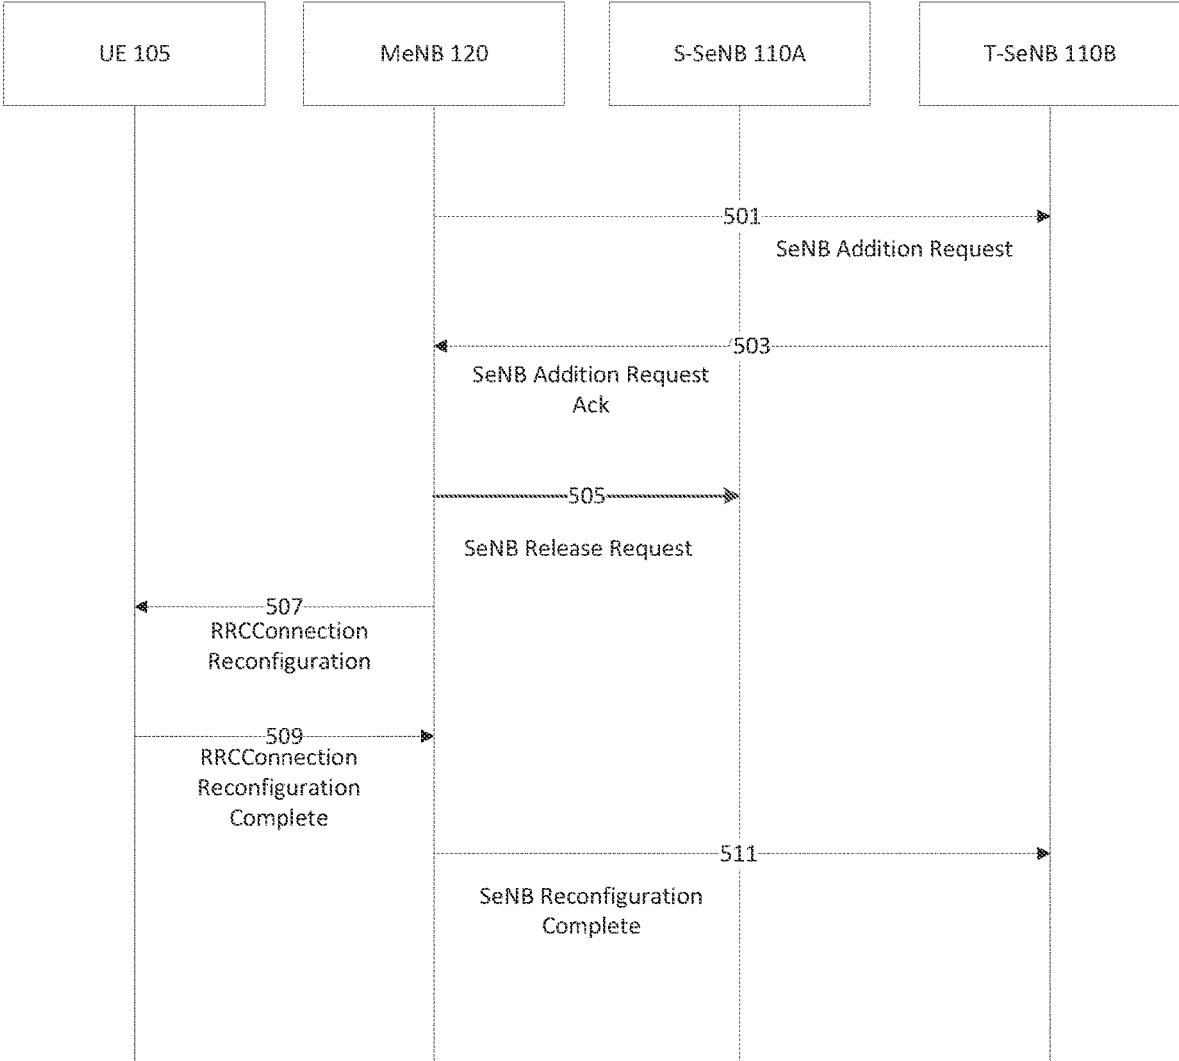 UE 105
MeNB 120
S-SeNB 110A
T-SeNB 110B
501
SeNB Addition Request
503
SeNB Addition Request
Ack
505
SeNB Release Request
507
RRCConnection
Reconfiguration
509
RRCConnection
Reconfiguration
Complete
511
SeNB Reconfiguration
Complete